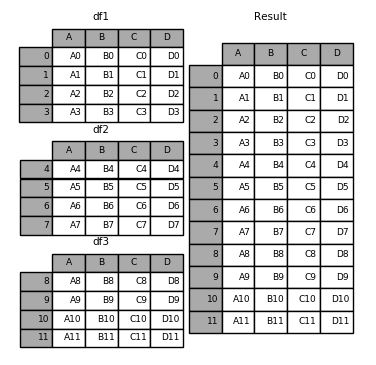 df1
A B C D
0 A0 B0 C0 D0
1 A1 B1 C1 D1
2 A2 B2 C2 D2
3 A3 B3 C3 D3
df2
A B C D
4 A4 B4 C4 D4
5 A5 B5 C5 D5
6 A6 B6 C6 D6
7 A7 B7 C7 D7
df3
A B C D
8 A8 B8 C8 D8
9 A9 B9 C9 D9
10 A10 B10 C10 D10
11 A11 B11 C11 D11
Result
A B C D
0 A0 B0 C0 D0
1 A1 B1 C1 D1
2 A2 B2 C2 D2
3 A3 B3 C3 D3
4 A4 B4 C4 D4
5 A5 B5 C5 D5
6 A6 B6 C6 D6
7 A7 B7 C7 D7
8 A8 B8 C8 D8
9 A9 B9 C9 D9
10 A10 B10 C10 D10
11 A11 B11 C11 D11